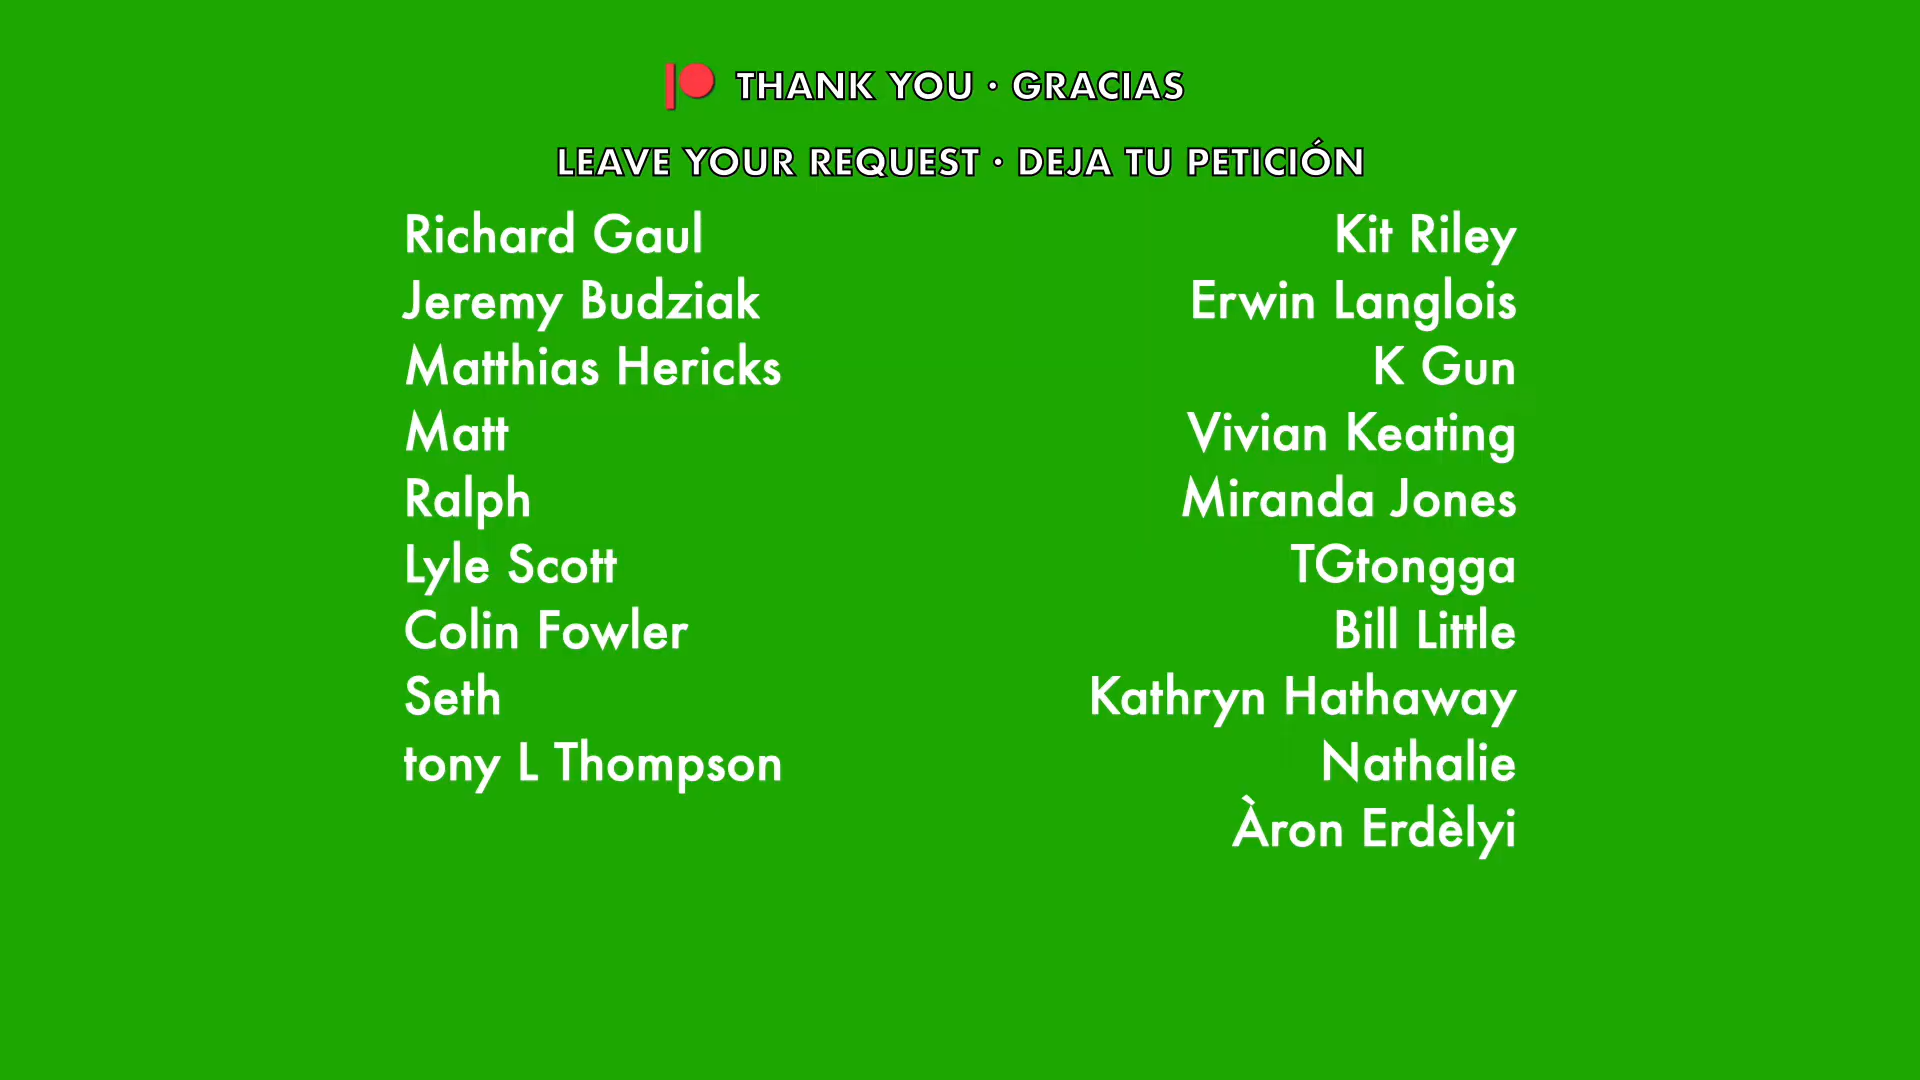 THANK YOU · GRACIAS
LEAVE YOUR REQUEST · DEJA TU PETICIÓN
Richard Gaul
Jeremy Budziak
Matthias Hericks
Matt
Ralph
Lyle Scott
Colin Fowler
Seth
tony L Thompson
Kit Riley
Erwin Langlois
K Gun
Vivian Keating
Miranda Jones
TGtongga
Bill Little
Kathryn Hathaway
Nathalie
Àron Erdèlyi